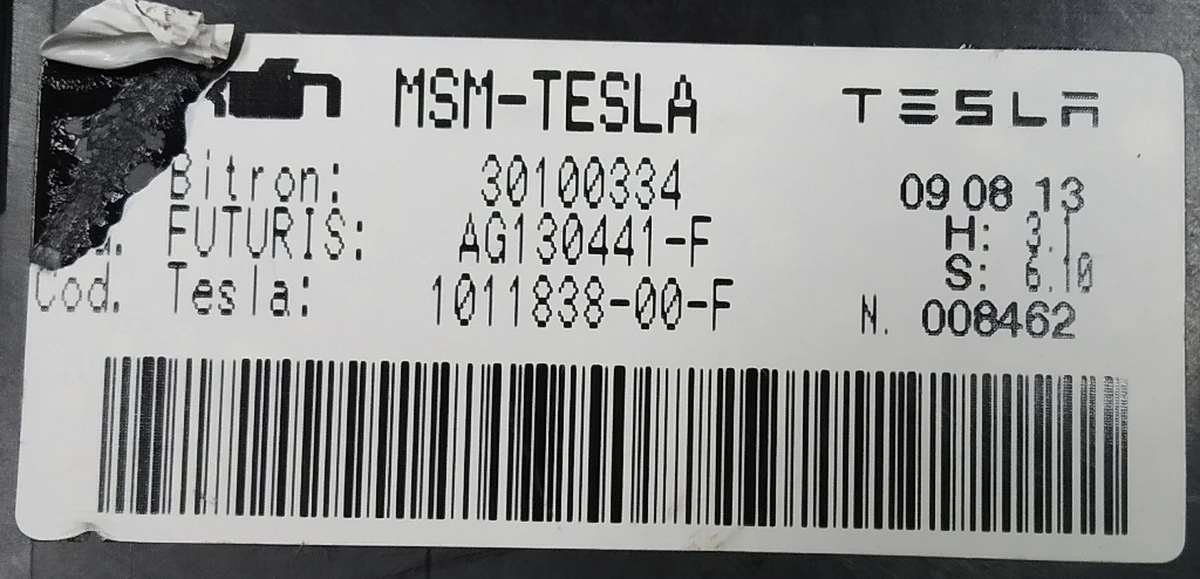 MSM-TESLA
TESLA
Bitron: 30100334
09 08 13
FUTURIS: AG130441-F
H: 3.1
Cod. Tesla: 1011838-00-F
S: 6.10
N. 008462